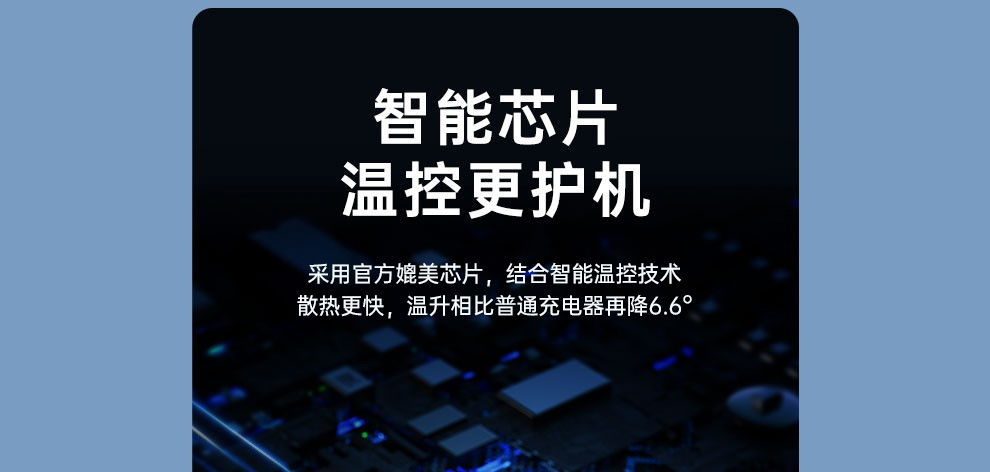 智能芯片
温控更护机
采用官方媲美芯片，结合智能温控技术
散热更快，温升相比普通充电器再降6.6°